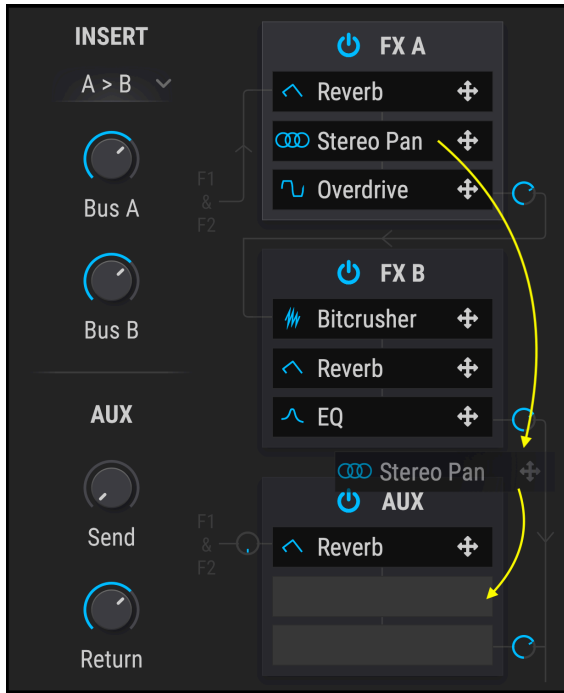 INSERT
A > B
Bus A
Bus B
AUX
Send
Return
F1
&
F2
F1
&
F2
FX A
Reverb
Stereo Pan
Overdrive
FX B
Bitcrusher
Reverb
EQ
Stereo Pan
AUX
Reverb